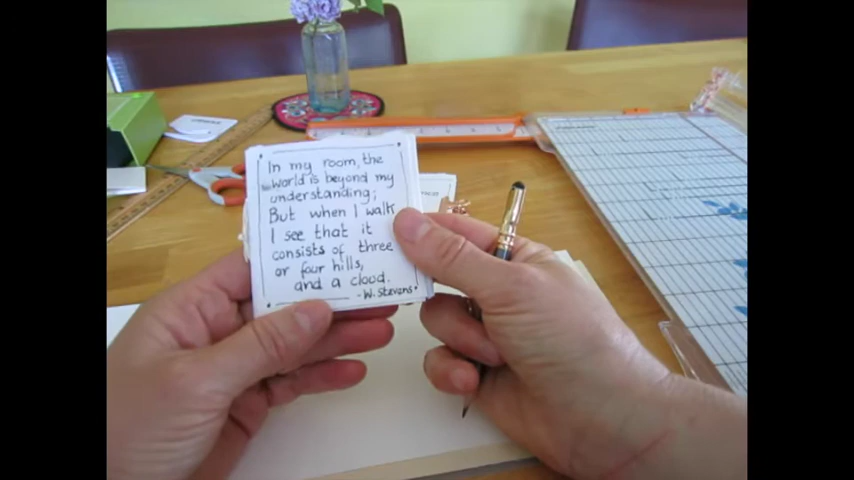 In my room, the
world is beyond my
understanding;
But when I walk
I see that it
consists of three
or four hills,
and a cloud.
-W. Stevens